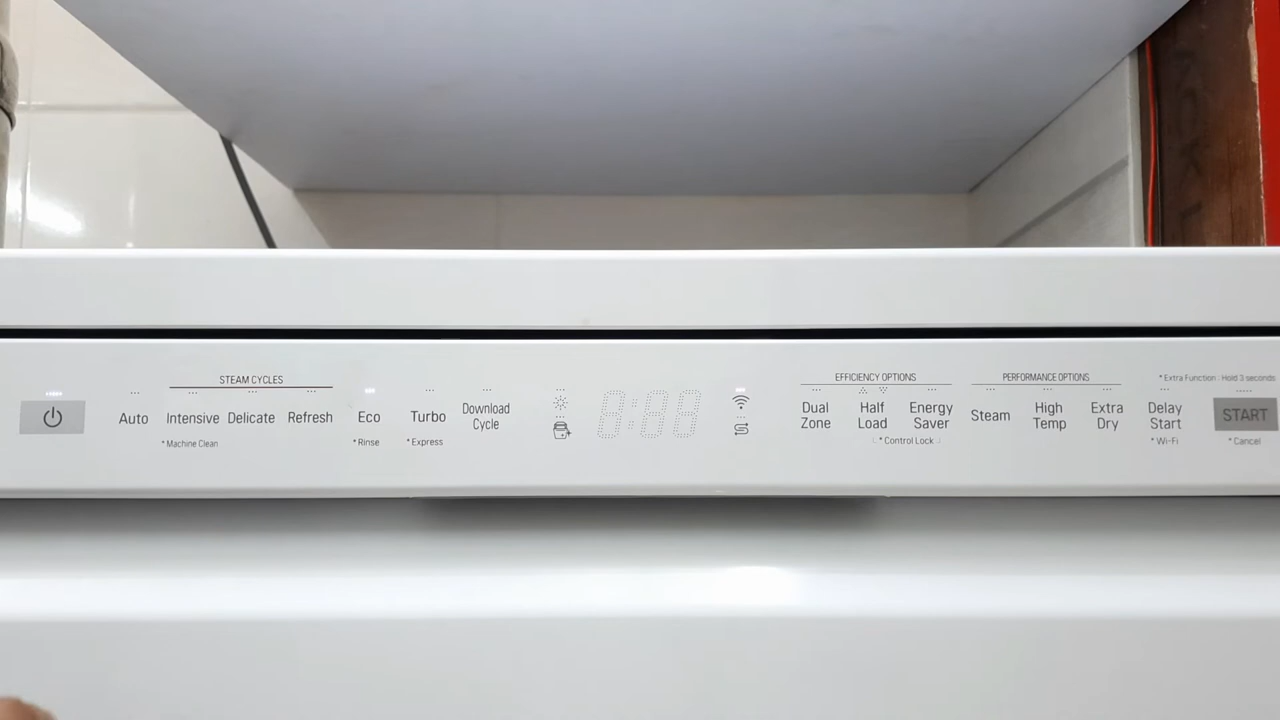 STEAM CYCLES
Auto
Intensive
* Machine Clean
Delicate
Refresh
Eco
* Rinse
Turbo
* Express
Download
Cycle
8:88
EFFICIENCY OPTIONS
Dual
Zone
Half
Load
Energy
Saver
* Control Lock
PERFORMANCE OPTIONS
Steam
High
Temp
Extra
Dry
* Extra Function : Hold 3 seconds
Delay
Start
* Wi-Fi
START
* Cancel